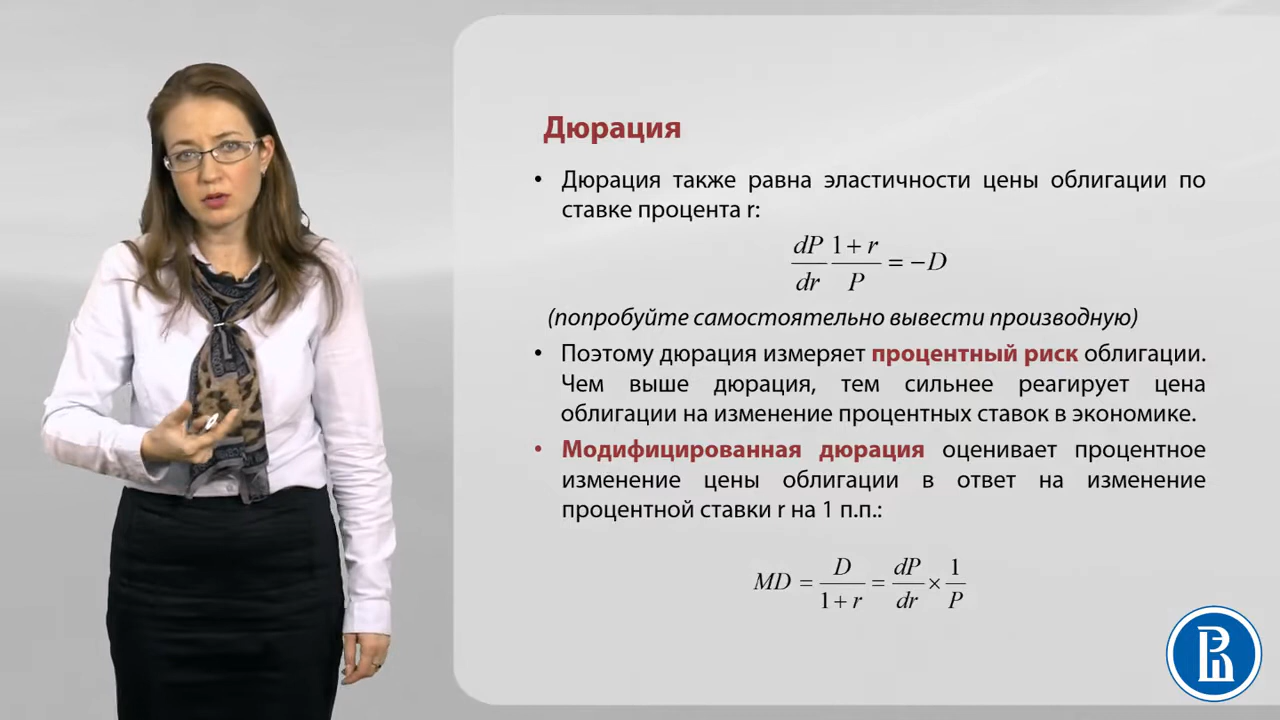 Дюрация
• Дюрация также равна эластичности цены облигации по
ставке процента r:
dP/dr (1 + r)/P = −D
(попробуйте самостоятельно вывести производную)
• Поэтому дюрация измеряет процентный риск облигации.
Чем выше дюрация, тем сильнее реагирует цена
облигации на изменение процентных ставок в экономике.
• Модифицированная дюрация оценивает процентное
изменение цены облигации в ответ на изменение
процентной ставки r на 1 п.п.:
MD = D/(1 + r) = dP/dr × 1/P